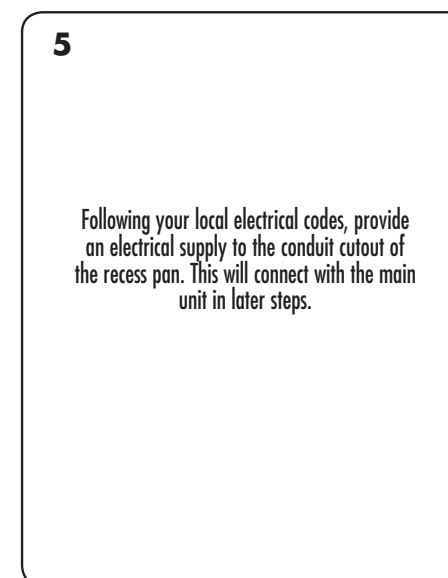 5
Following your local electrical codes, provide
an electrical supply to the conduit cutout of
the recess pan. This will connect with the main
unit in later steps.